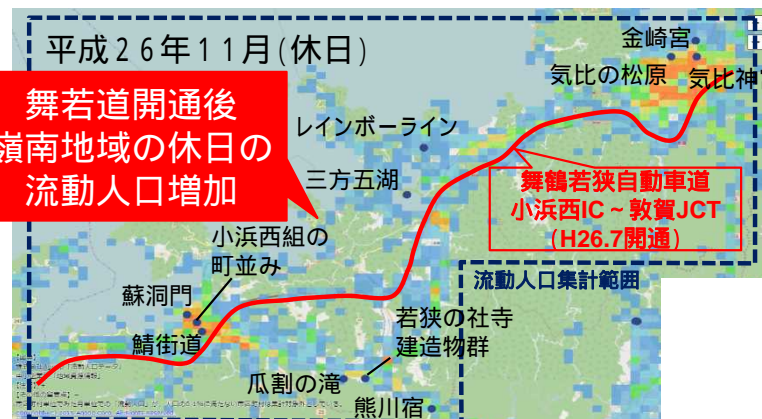 平成26年11月(休日)
舞若道開通後
嶺南地域の休日の
流動人口増加
金崎宮
気比の松原
気比神宮
レインボーライン
三方五湖
舞鶴若狭自動車道
小浜西IC~敦賀JCT
(H26.7開通)
小浜西組の
町並み
流動人口集計範囲
蘇洞門
鯖街道
若狭の社寺
建造物群
瓜割の滝
熊川宿